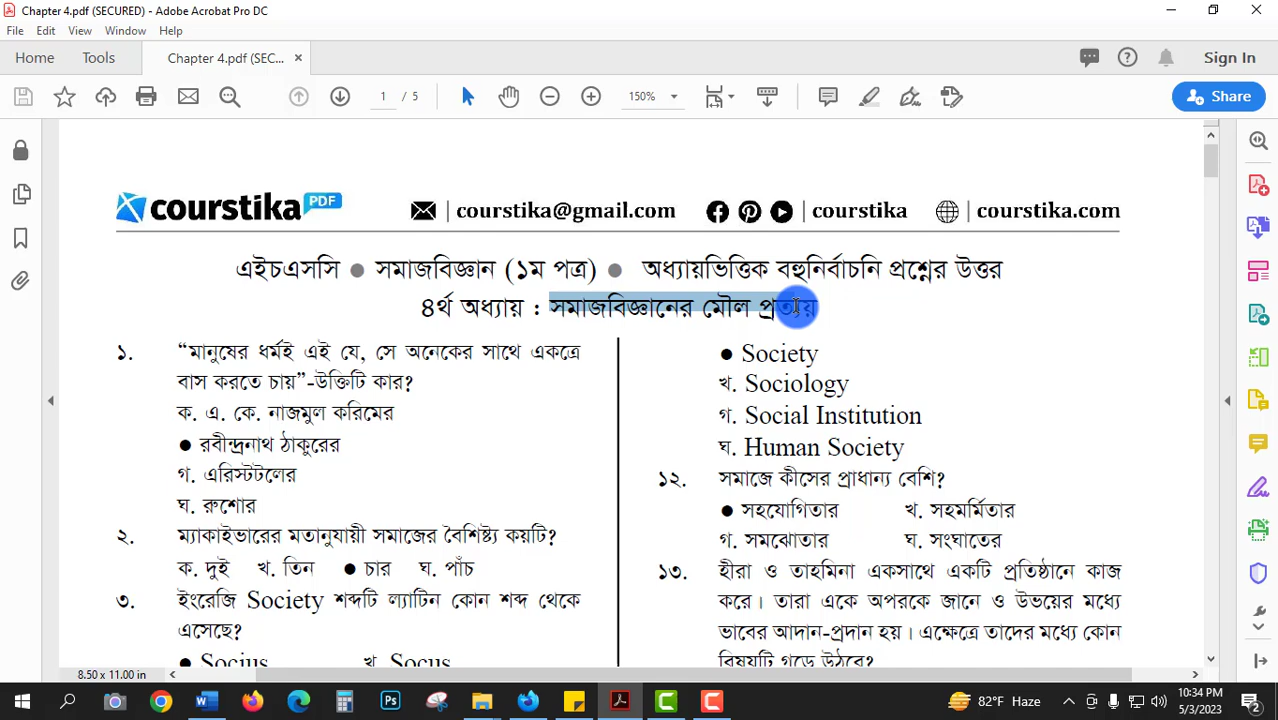 Chapter 4.pdf (SECURED) - Adobe Acrobat Pro DC
File Edit View Window Help
Home Tools Chapter 4.pdf (SEC... × Sign In
1 / 5 150% Share
courstika PDF | courstika@gmail.com | courstika | courstika.com
এইচএসসি ● সমাজবিজ্ঞান (১ম পত্র) ● অধ্যায়ভিত্তিক বহুনির্বাচনি প্রশ্নের উত্তর
৪র্থ অধ্যায় : সমাজবিজ্ঞানের মৌল প্রত্যয়
১. “মানুষের ধর্মই এই যে, সে অনেকের সাথে একত্রে
বাস করতে চায়”-উক্তিটি কার?
ক. এ. কে. নাজমুল করিমের
● রবীন্দ্রনাথ ঠাকুরের
গ. এরিস্টটলের
ঘ. রুশোর
২. ম্যাকাইভারের মতানুযায়ী সমাজের বৈশিষ্ট্য কয়টি?
ক. দুই খ. তিন ● চার ঘ. পাঁচ
৩. ইংরেজি Society শব্দটি ল্যাটিন কোন শব্দ থেকে
এসেছে?
● Socius খ. Socus
● Society
খ. Sociology
গ. Social Institution
ঘ. Human Society
১২. সমাজে কীসের প্রাধান্য বেশি?
● সহযোগিতার খ. সহমর্মিতার
গ. সমঝোতার ঘ. সংঘাতের
১৩. হীরা ও তাহমিনা একসাথে একটি প্রতিষ্ঠানে কাজ
করে। তারা একে অপরকে জানে ও উভয়ের মধ্যে
ভাবের আদান-প্রদান হয়। এক্ষেত্রে তাদের মধ্যে কোন
বিষয়টি গড়ে উঠবে?
8.50 x 11.00 in
82°F Haze 10:34 PM
5/3/2023